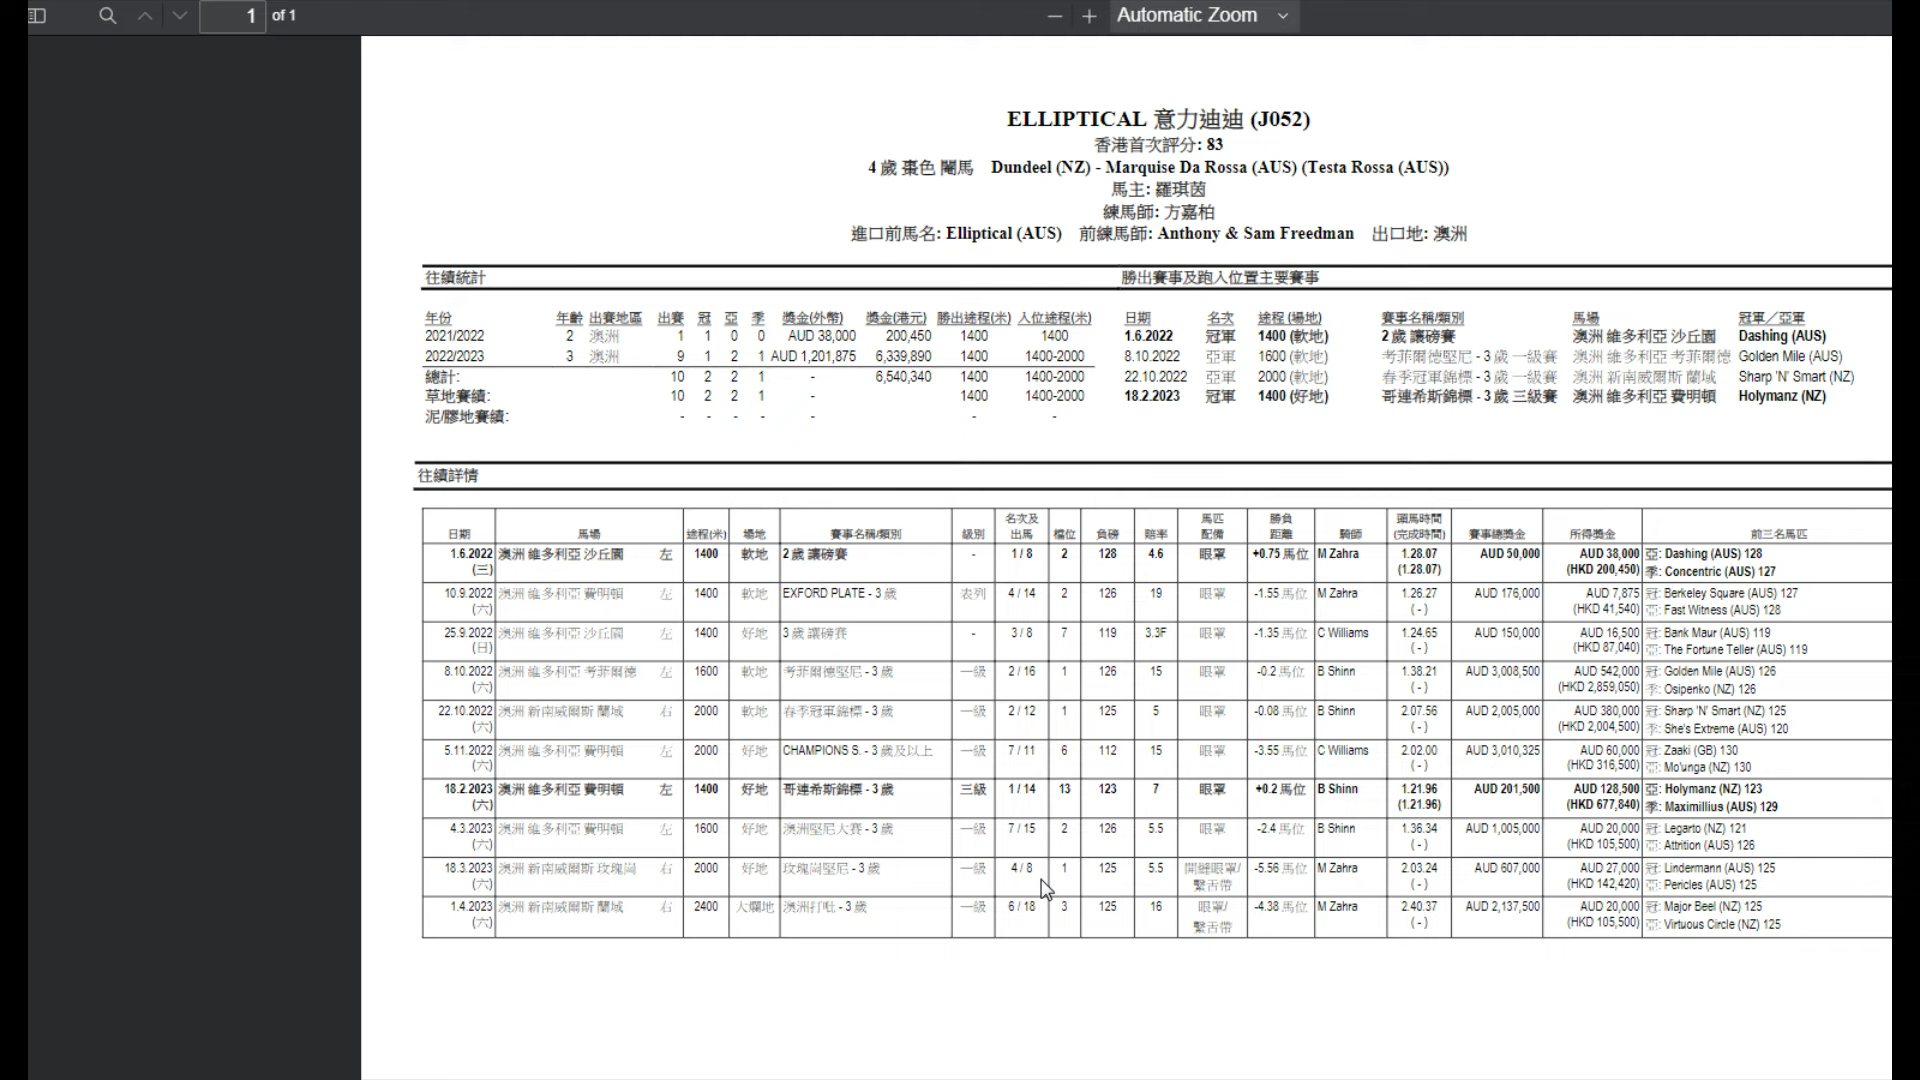 1 of 1 Automatic Zoom
ELLIPTICAL 意力迪迪 (J052)
香港首次評分: 83
4 歲 棗色 閹馬 Dundeel (NZ) - Marquise Da Rossa (AUS) (Testa Rossa (AUS))
馬主: 羅琪茵
練馬師: 方嘉柏
進口前馬名: Elliptical (AUS) 前練馬師: Anthony & Sam Freedman 出口地: 澳洲
往績統計 勝出賽事及跑入位置主要賽事
年份 年齡 出賽地區 出賽 冠 亞 季 獎金(外幣) 獎金(港元) 勝出途程(米) 入位途程(米) 日期 名次 途程 (場地) 賽事名稱/類別 馬場 冠軍／亞軍
2021/2022 2 澳洲 1 1 0 0 AUD 38,000 200,450 1400 1400 1.6.2022 冠軍 1400 (軟地) 2 歲 讓磅賽 澳洲 維多利亞 沙丘園 Dashing (AUS)
2022/2023 3 澳洲 9 1 2 1 AUD 1,201,875 6,339,890 1400 1400-2000 8.10.2022 亞軍 1600 (軟地) 考菲爾德堅尼 - 3 歲 一級賽 澳洲 維多利亞 考菲爾德 Golden Mile (AUS)
總計: 10 2 2 1 - 6,540,340 1400 1400-2000 22.10.2022 亞軍 2000 (軟地) 春季冠軍錦標 - 3 歲 一級賽 澳洲 新南威爾斯 蘭域 Sharp 'N' Smart (NZ)
草地賽績: 10 2 2 1 - 1400 1400-2000 18.2.2023 冠軍 1400 (好地) 哥連希斯錦標 - 3 歲 三級賽 澳洲 維多利亞 費明頓 Holymanz (NZ)
泥/膠地賽績: - - - - - - -
往績詳情
日期 馬場 途程(米) 場地 賽事名稱/類別 級別 名次及 出馬 檔位 負磅 賠率 馬匹 配備 勝負 距離 騎師 頭馬時間 (完成時間) 賽事總獎金 所得獎金 前三名馬匹
1.6.2022 澳洲 維多利亞 沙丘園 左 1400 軟地 2 歲 讓磅賽 - 1 / 8 2 128 4.6 眼罩 +0.75 馬位 M Zahra 1.28.07 AUD 50,000 AUD 38,000 亞: Dashing (AUS) 128
(三) (1.28.07) (HKD 200,450) 季: Concentric (AUS) 127
10.9.2022 澳洲 維多利亞 費明頓 左 1400 軟地 EXFORD PLATE - 3 歲 表列 4 / 14 2 126 19 眼罩 -1.55 馬位 M Zahra 1.26.27 AUD 176,000 AUD 7,875 冠: Berkeley Square (AUS) 127
(六) ( - ) (HKD 41,540) 亞: Fast Witness (AUS) 128
25.9.2022 澳洲 維多利亞 沙丘園 左 1400 好地 3 歲 讓磅賽 - 3 / 8 7 119 3.3F 眼罩 -1.35 馬位 C Williams 1.24.65 AUD 150,000 AUD 16,500 冠: Bank Maur (AUS) 119
(日) ( - ) (HKD 87,040) 亞: The Fortune Teller (AUS) 119
8.10.2022 澳洲 維多利亞 考菲爾德 左 1600 軟地 考菲爾德堅尼 - 3 歲 一級 2 / 16 1 126 15 眼罩 -0.2 馬位 B Shinn 1.38.21 AUD 3,008,500 AUD 542,000 冠: Golden Mile (AUS) 126
(六) ( - ) (HKD 2,859,050) 季: Osipenko (NZ) 126
22.10.2022 澳洲 新南威爾斯 蘭域 右 2000 軟地 春季冠軍錦標 - 3 歲 一級 2 / 12 1 125 5 眼罩 -0.08 馬位 B Shinn 2.07.56 AUD 2,005,000 AUD 380,000 冠: Sharp 'N' Smart (NZ) 125
(六) ( - ) (HKD 2,004,500) 季: She's Extreme (AUS) 120
5.11.2022 澳洲 維多利亞 費明頓 左 2000 好地 CHAMPIONS S. - 3 歲及以上 一級 7 / 11 6 112 15 眼罩 -3.55 馬位 C Williams 2.02.00 AUD 3,010,325 AUD 60,000 冠: Zaaki (GB) 130
(六) ( - ) (HKD 316,500) 亞: Mo'unga (NZ) 130
18.2.2023 澳洲 維多利亞 費明頓 左 1400 好地 哥連希斯錦標 - 3 歲 三級 1 / 14 13 123 7 眼罩 +0.2 馬位 B Shinn 1.21.96 AUD 201,500 AUD 128,500 亞: Holymanz (NZ) 123
(六) (1.21.96) (HKD 677,840) 季: Maximillius (AUS) 129
4.3.2023 澳洲 維多利亞 費明頓 左 1600 好地 澳洲堅尼大賽 - 3 歲 一級 7 / 15 2 126 5.5 眼罩 -2.4 馬位 B Shinn 1.36.34 AUD 1,005,000 AUD 20,000 冠: Legarto (NZ) 121
(六) ( - ) (HKD 105,500) 亞: Attrition (AUS) 126
18.3.2023 澳洲 新南威爾斯 玫瑰崗 右 2000 好地 玫瑰崗堅尼 - 3 歲 一級 4 / 8 1 125 5.5 開縫眼罩/ -5.56 馬位 M Zahra 2.03.24 AUD 607,000 AUD 27,000 冠: Lindermann (AUS) 125
(六) 繫舌帶 ( - ) (HKD 142,420) 亞: Pericles (AUS) 125
1.4.2023 澳洲 新南威爾斯 蘭域 右 2400 大爛地 澳洲打吡 - 3 歲 一級 6 / 18 3 125 16 眼罩/ -4.38 馬位 M Zahra 2.40.37 AUD 2,137,500 AUD 20,000 冠: Major Beel (NZ) 125
(六) 繫舌帶 ( - ) (HKD 105,500) 亞: Virtuous Circle (NZ) 125